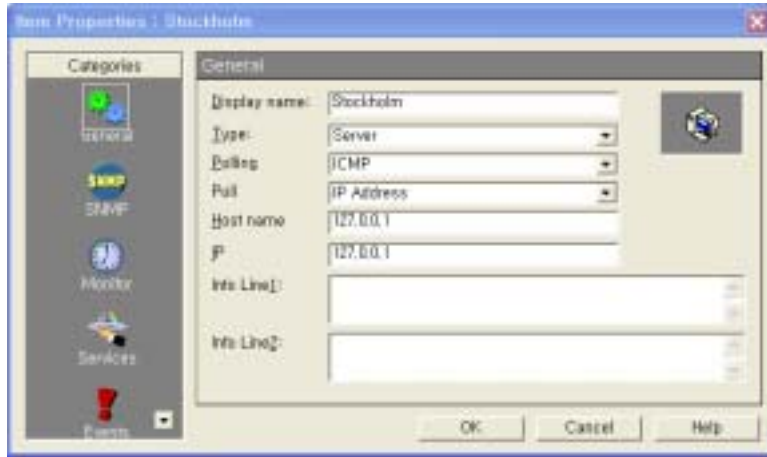 Item Properties : Stockholm
Categories
General
SNMP
SNMP
Monitor
Services
Events
General
Display name: Stockholm
Type: Server
Polling ICMP
Poll IP Address
Host name 127.0.0.1
IP 127.0.0.1
Info Line1:
Info Line2:
OK Cancel Help